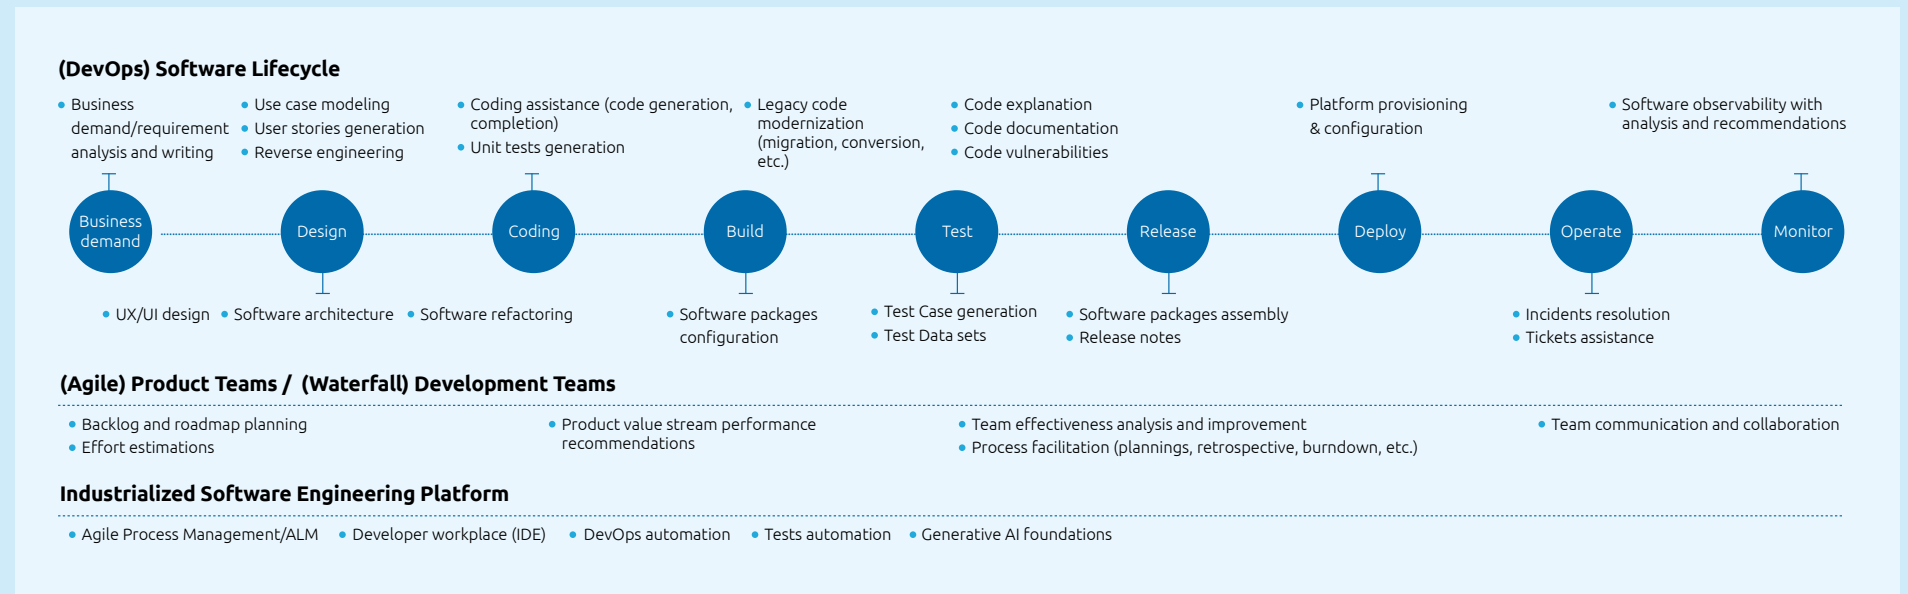 (DevOps) Software Lifecycle
• Business
demand/requirement
analysis and writing
• Use case modeling
• User stories generation
• Reverse engineering
• Coding assistance (code generation,
completion)
• Unit tests generation
• Legacy code
modernization
(migration, conversion,
etc.)
• Code explanation
• Code documentation
• Code vulnerabilities
• Platform provisioning
& configuration
• Software observability with
analysis and recommendations
Business
demand
Design
Coding
Build
Test
Release
Deploy
Operate
Monitor
• UX/UI design
• Software architecture
• Software refactoring
• Software packages
configuration
• Test Case generation
• Test Data sets
• Software packages assembly
• Release notes
• Incidents resolution
• Tickets assistance
(Agile) Product Teams / (Waterfall) Development Teams
• Backlog and roadmap planning
• Effort estimations
• Product value stream performance
recommendations
• Team effectiveness analysis and improvement
• Process facilitation (plannings, retrospective, burndown, etc.)
• Team communication and collaboration
Industrialized Software Engineering Platform
• Agile Process Management/ALM
• Developer workplace (IDE)
• DevOps automation
• Tests automation
• Generative AI foundations